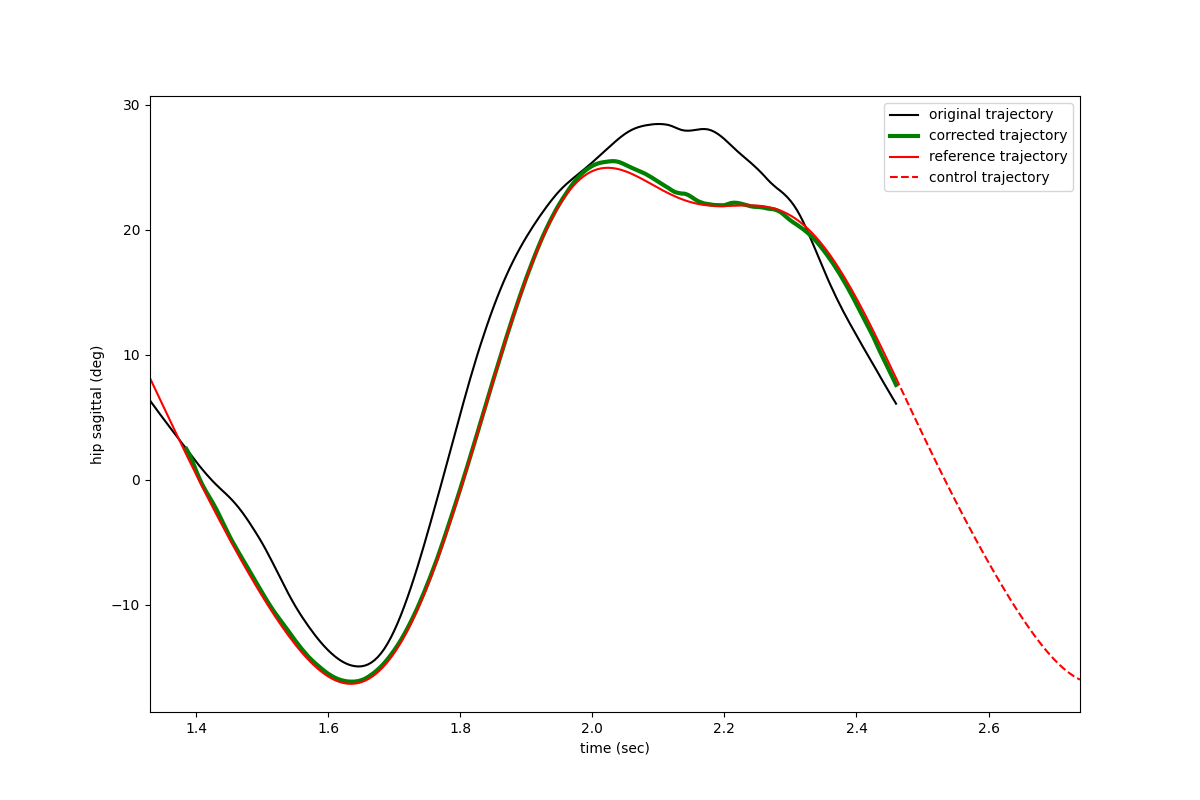 30
20
10
0
−10
hip sagittal (deg)
original trajectory
corrected trajectory
reference trajectory
control trajectory
1.4 1.6 1.8 2.0 2.2 2.4 2.6
time (sec)